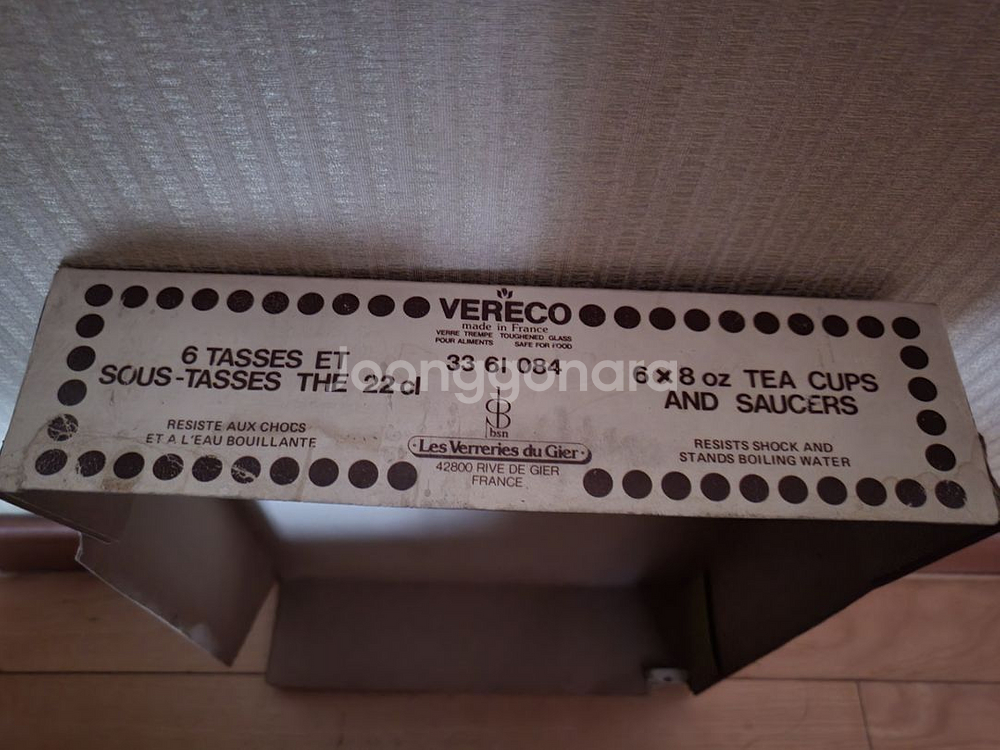 VERECO
made in France
VERRE TREMPE TOUGHENED GLASS
POUR ALIMENTS SAFE FOR FOOD
33 61 084
6 TASSES ET
SOUS-TASSES THE 22 cl
RESISTE AUX CHOCS
ET A L'EAU BOUILLANTE
bsn
Les Verreries du Gier
42800 RIVE DE GIER
FRANCE
6 x 8 oz TEA CUPS
AND SAUCERS
RESISTS SHOCK AND
STANDS BOILING WATER
joonggonara